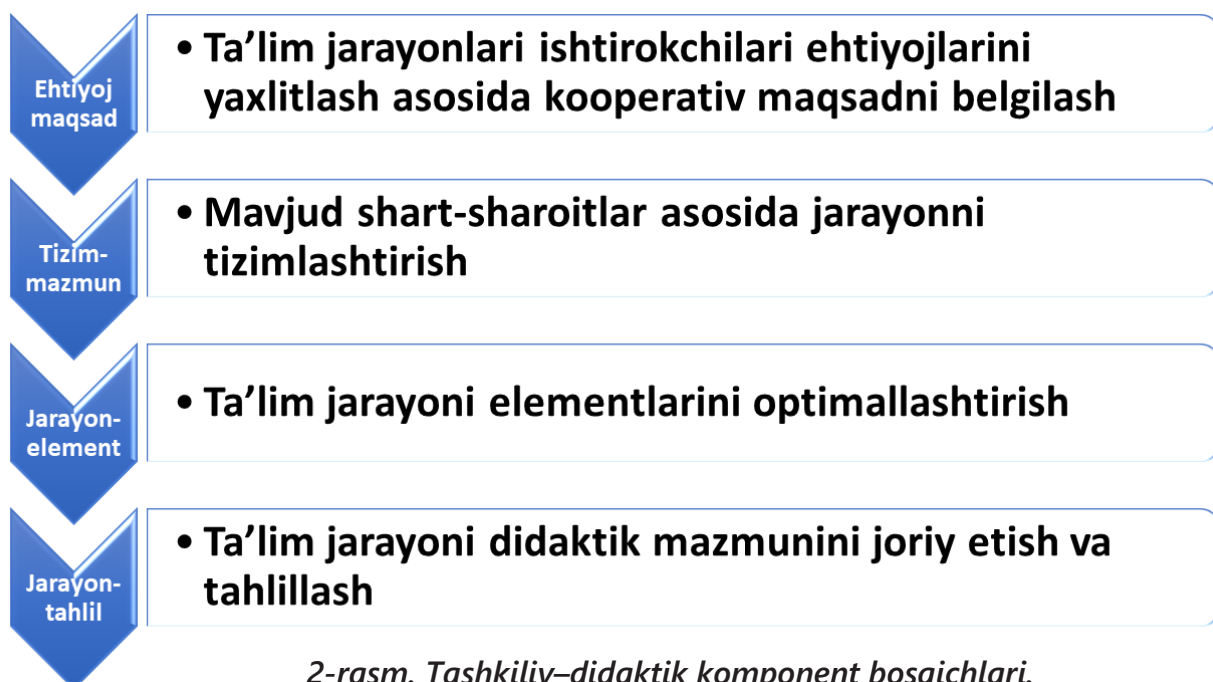 Ehtiyoj
maqsad
• Ta’lim jarayonlari ishtirokchilari ehtiyojlarini
yaxlitlash asosida kooperativ maqsadni belgilash
Tizim-
mazmun
• Mavjud shart-sharoitlar asosida jarayonni
tizimlashtirish
Jarayon-
element
• Ta’lim jarayoni elementlarini optimallashtirish
Jarayon-
tahlil
• Ta’lim jarayoni didaktik mazmunini joriy etish va
tahlillash
2-rasm. Tashkiliy–didaktik komponent bosqichlari.